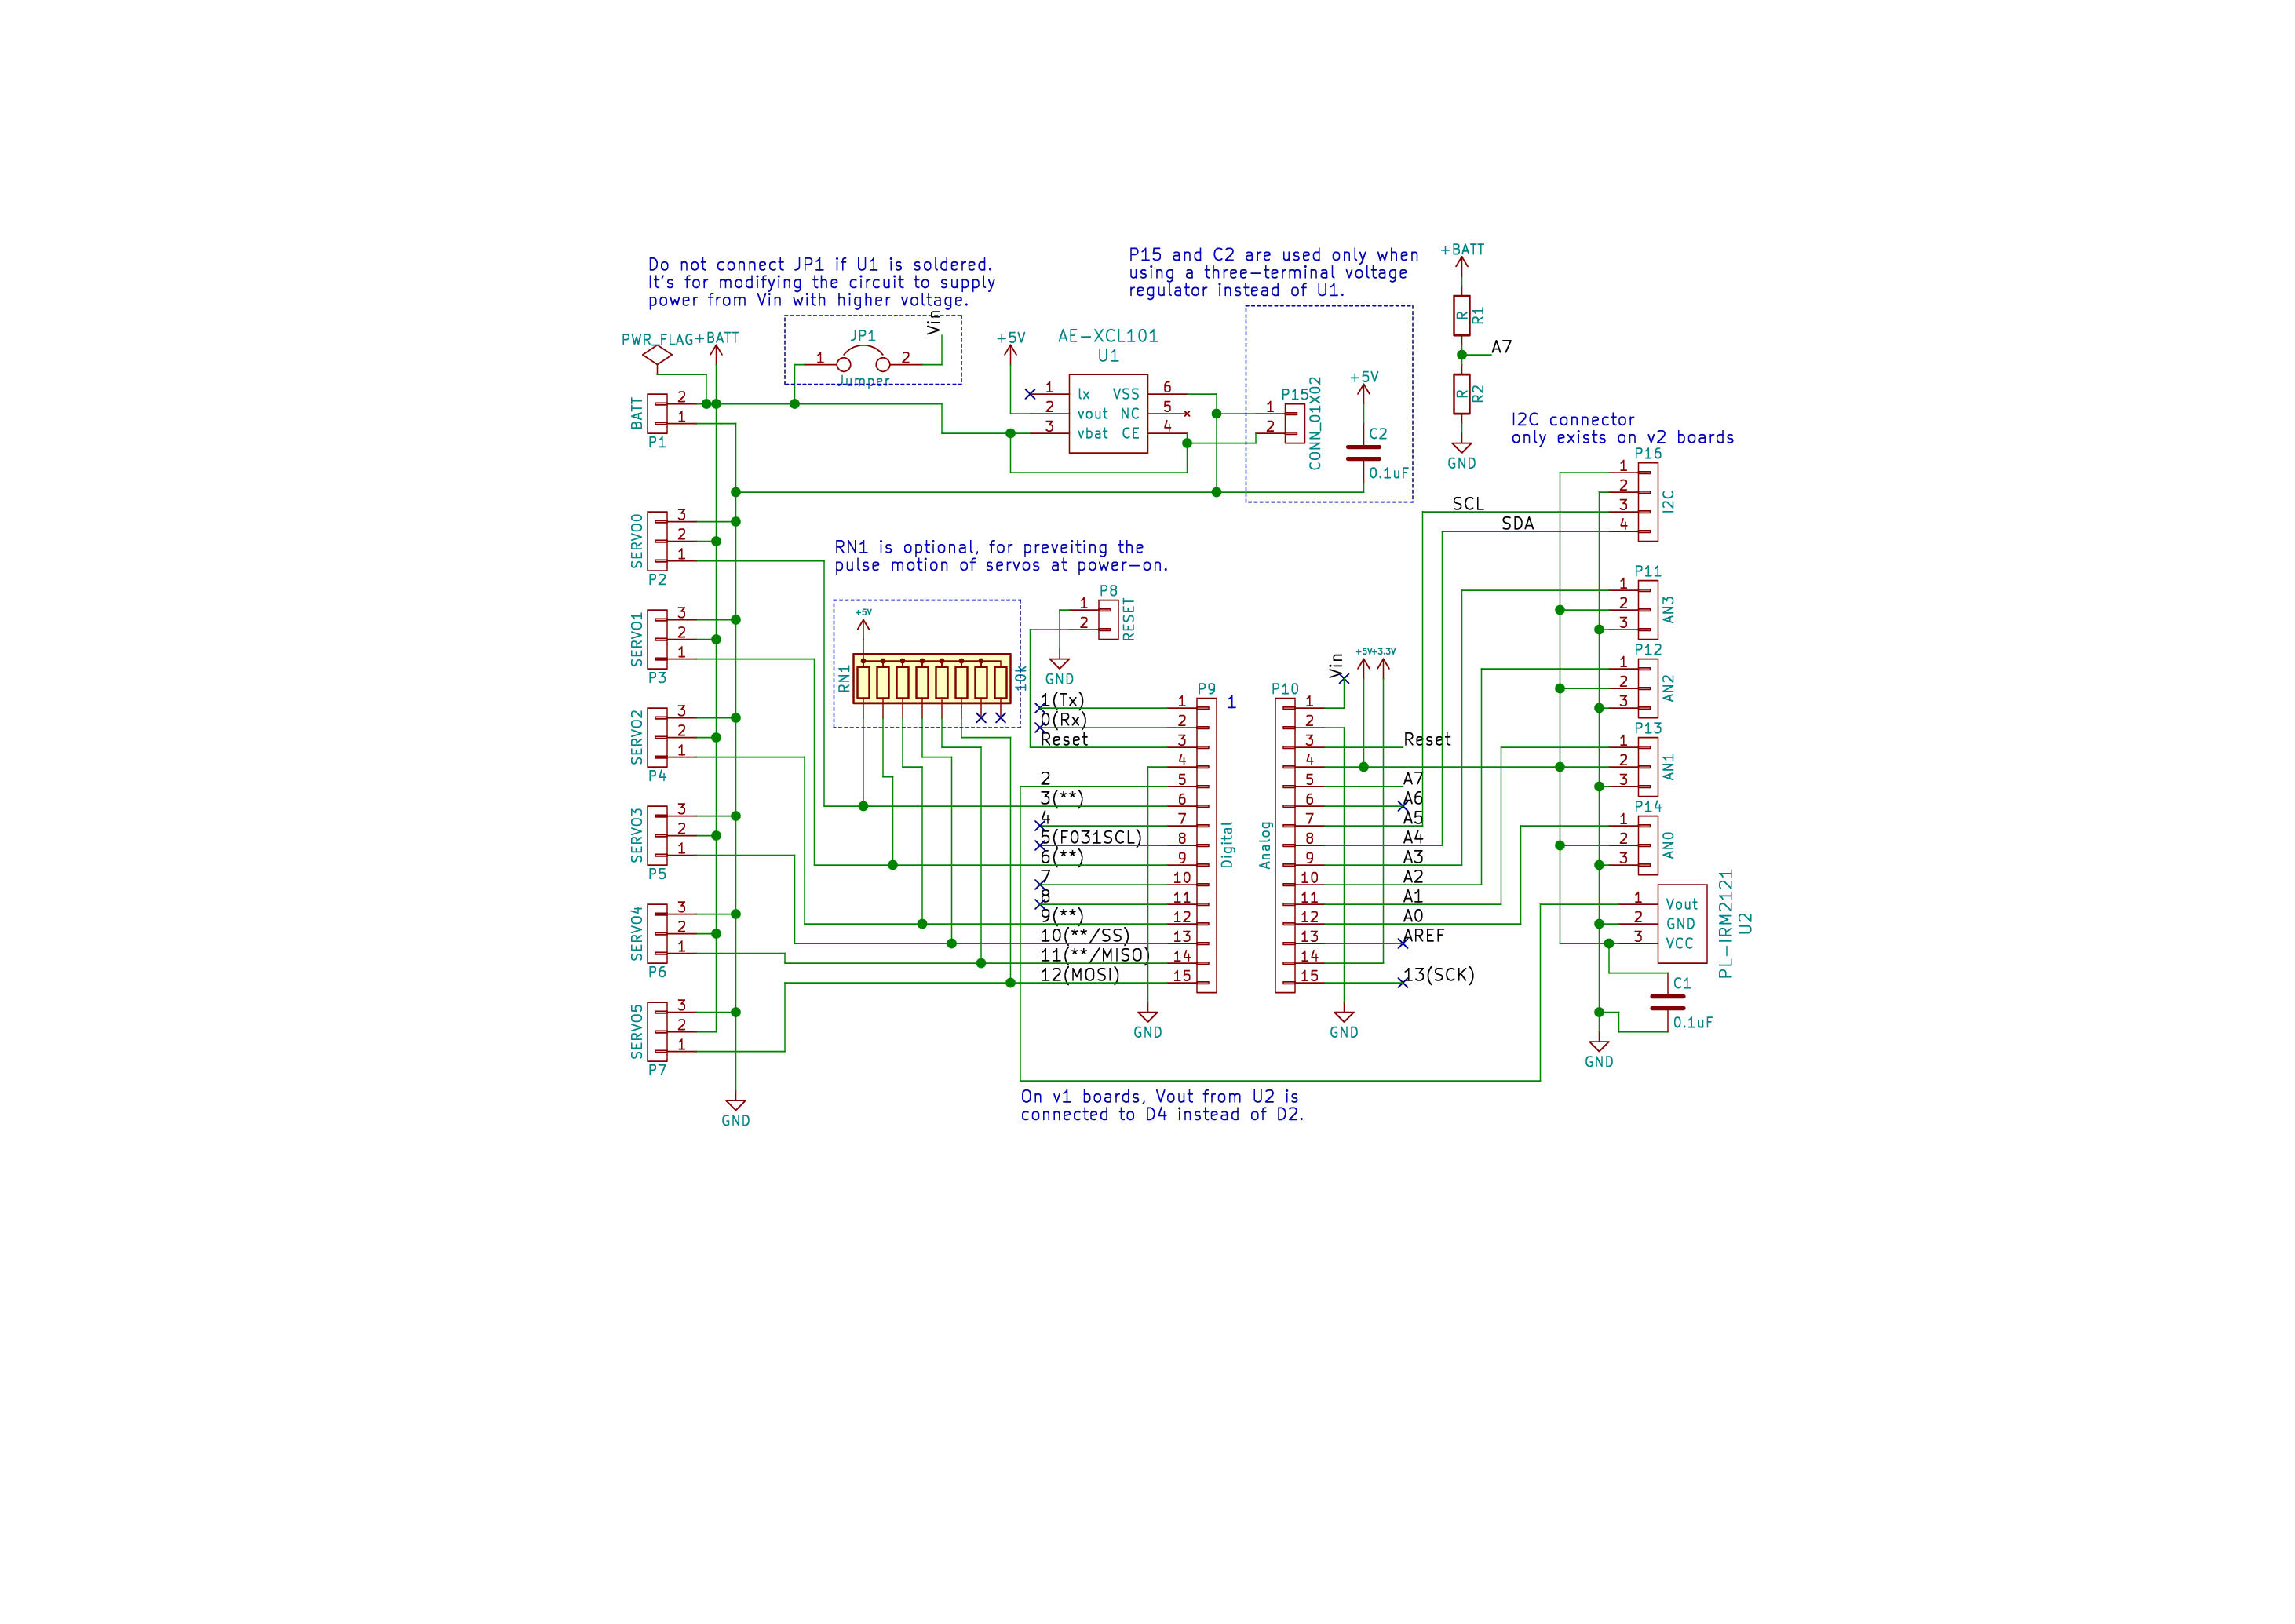 Do not connect JP1 if U1 is soldered.
It's for modifying the circuit to supply
power from Vin with higher voltage.
P15 and C2 are used only when
using a three-terminal voltage
regulator instead of U1.
+BATT
R
R1
A7
R
R2
GND
PWR_FLAG
+BATT
JP1
1
2
Jumper
Vin
+5V
AE-XCL101
U1
1 lx VSS 6
2 vout NC 5
3 vbat CE 4
P15
1
2
CONN_01X02
+5V
C2
0.1uF
BATT
2
1
P1
I2C connector
only exists on v2 boards
P16
1
2
3
4
I2C
SCL
SDA
SERVO0
3
2
1
P2
SERVO1
3
2
1
P3
SERVO2
3
2
1
P4
SERVO3
3
2
1
P5
SERVO4
3
2
1
P6
SERVO5
3
2
1
P7
GND
RN1 is optional, for preveiting the
pulse motion of servos at power-on.
+5V
RN1
10k
P8
1
2
RESET
GND
P9
1
1(Tx) 1
0(Rx) 2
Reset 3
4
2 5
3(**) 6
4 7
5(F031SCL) 8
6(**) 9
7 10
8 11
9(**) 12
10(**/SS) 13
11(**/MISO) 14
12(MOSI) 15
Digital
GND
P10
Analog
Vin
+5V
+3.3V
1
2
3 Reset
4
5 A7
6 A6
7 A5
8 A4
9 A3
10 A2
11 A1
12 A0
13 AREF
14
15 13(SCK)
GND
P11
1
2
3
AN3
P12
1
2
3
AN2
P13
1
2
3
AN1
P14
1
2
3
AN0
1 Vout
2 GND
3 VCC
PL-IRM2121
U2
C1
0.1uF
GND
On v1 boards, Vout from U2 is
connected to D4 instead of D2.